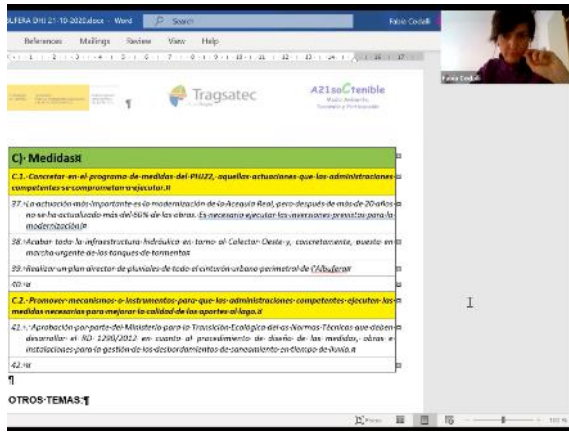 BUFERA DHJ 21-10-2020.docx - Word
Search
Fabio Codalli
References Mailings Review View Help
Tragsatec
A21soCtenible
C)· Medidas¤
C.1.·Concretar·en·el·programa·de·medidas·del·PHJ22,·aquellas·actuaciones·que·las·administraciones·
competentes·se·comprometan·a·ejecutar.¤
37.·La·actuación·más·importante·es·la·modernización·de·la·Acequia·Real,·pero·después·de·más·de·20·años·
no·se·ha·actualizado·más·del·60%·de·las·obras.·Es·necesario·ejecutar·las·inversiones·previstas·para·la·
modernización¤
38.·Acabar·toda·la·infraestructura·hidráulica·en·torno·al·Colector·Oeste·y,·concretamente,·puesta·en·
marcha·urgente·de·los·tanques·de·tormenta¤
39.·Realizar·un·plan·director·de·pluviales·de·todo·el·cinturón·urbano·perimetral·de·l'Albufera¤
40.·¤
C.2.·Promover·mecanismos·o·instrumentos·para·que·las·administraciones·competentes·ejecuten·las·
medidas·necesarias·para·mejorar·la·calidad·de·los·aportes·al·lago.¤
41.·Aprobación·por·parte·del·Ministerio·para·la·Transición·Ecológica·de·las·Normas·Técnicas·que·deben·
desarrollar·el·RD·1290/2012·en·cuanto·al·procedimiento·de·diseño·de·las·medidas,·obras·e·
instalaciones·para·la·gestión·de·los·desbordamientos·de·saneamiento·en·tiempo·de·lluvia.¤
42.·¤
¶
OTROS·TEMAS:¶